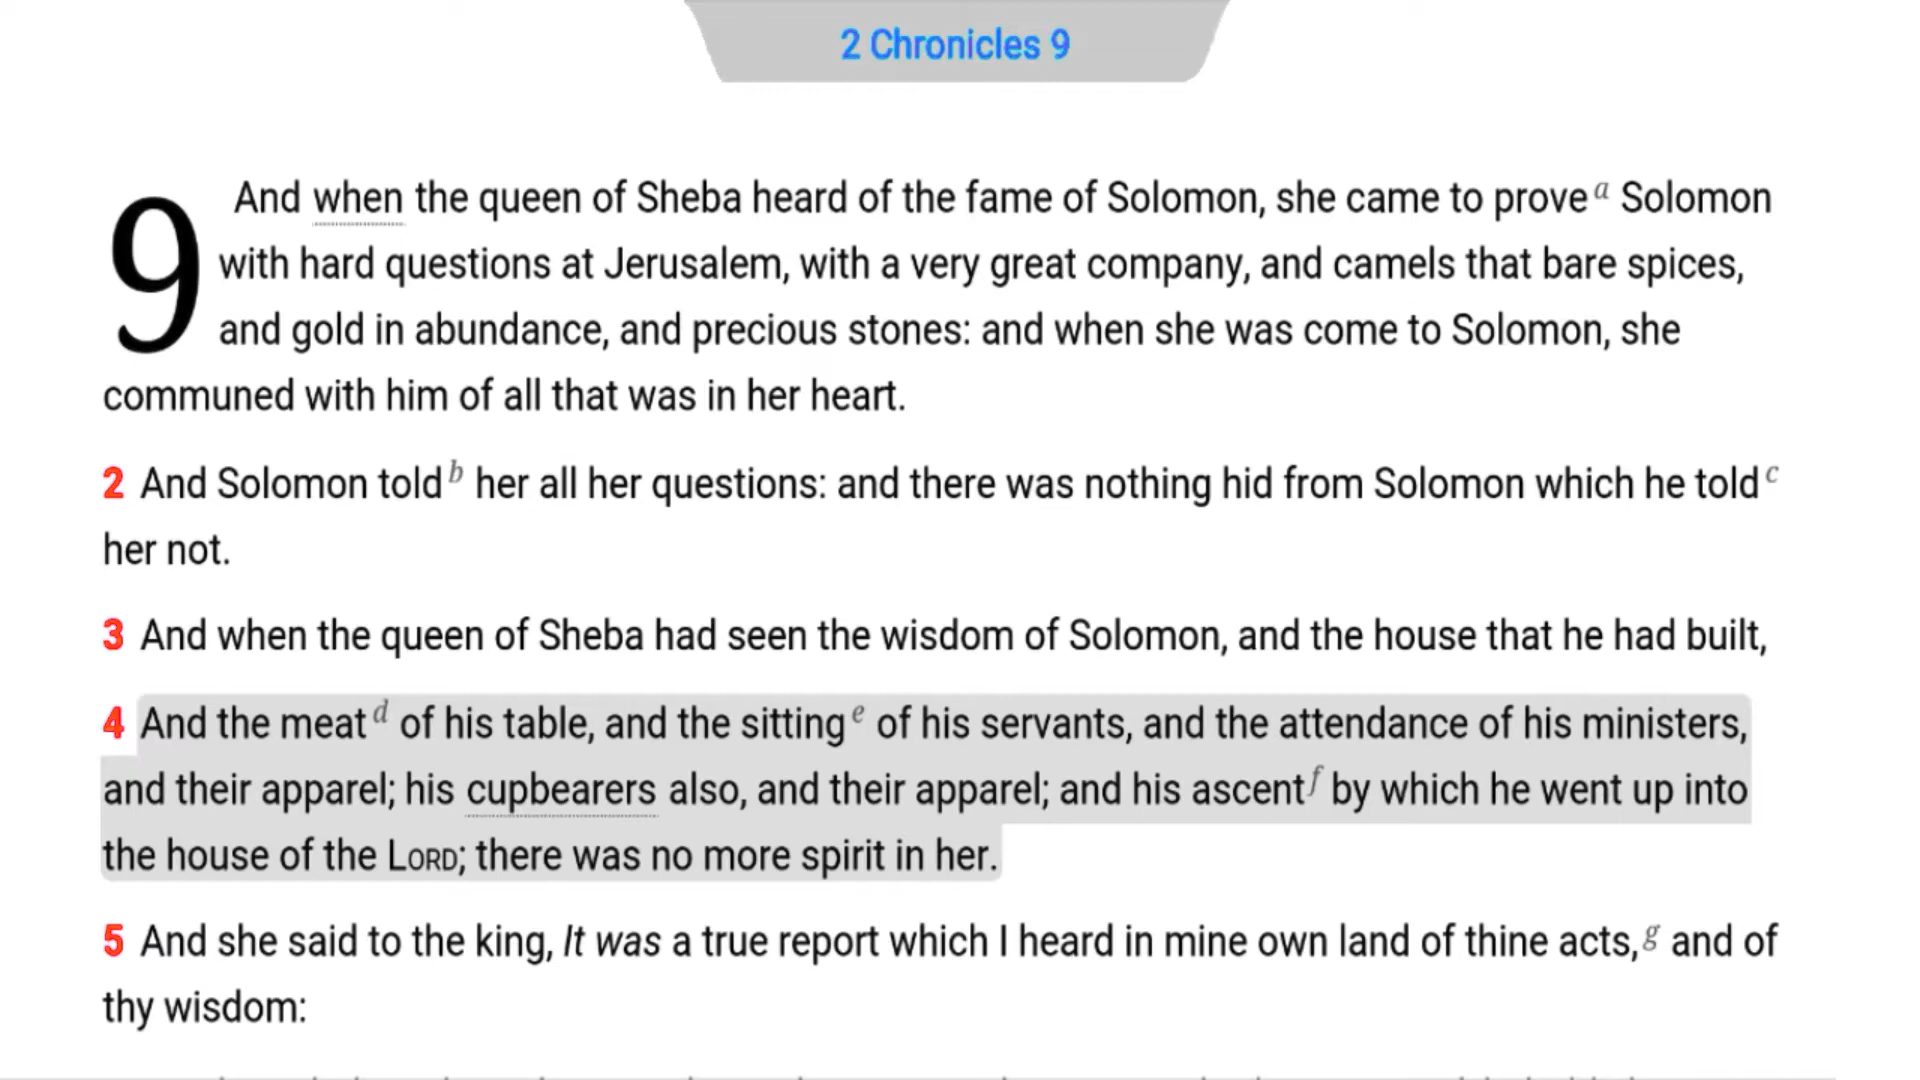 2 Chronicles 9
9 And when the queen of Sheba heard of the fame of Solomon, she came to prove a Solomon
with hard questions at Jerusalem, with a very great company, and camels that bare spices,
and gold in abundance, and precious stones: and when she was come to Solomon, she
communed with him of all that was in her heart.
2 And Solomon told b her all her questions: and there was nothing hid from Solomon which he told c
her not.
3 And when the queen of Sheba had seen the wisdom of Solomon, and the house that he had built,
4 And the meat d of his table, and the sitting e of his servants, and the attendance of his ministers,
and their apparel; his cupbearers also, and their apparel; and his ascent f by which he went up into
the house of the LORD; there was no more spirit in her.
5 And she said to the king, It was a true report which I heard in mine own land of thine acts, g and of
thy wisdom: